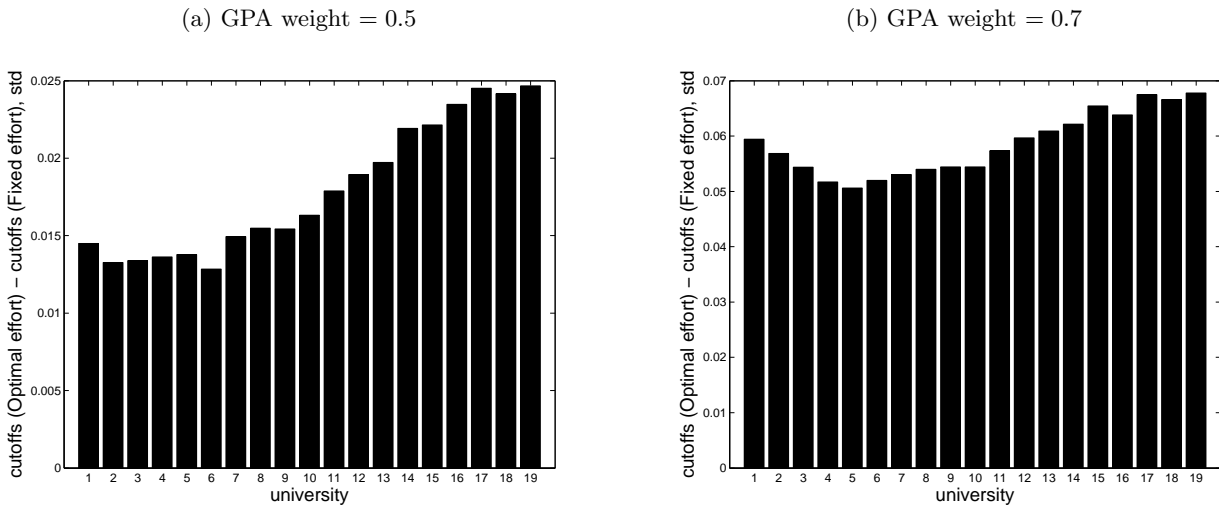 (a) GPA weight = 0.5
cutoffs (Optimal effort) − cutoffs (Fixed effort), std
0.025
0.02
0.015
0.01
0.005
0
1 2 3 4 5 6 7 8 9 10 11 12 13 14 15 16 17 18 19
university
(b) GPA weight = 0.7
cutoffs (Optimal effort) − cutoffs (Fixed effort), std
0.07
0.06
0.05
0.04
0.03
0.02
0.01
0
1 2 3 4 5 6 7 8 9 10 11 12 13 14 15 16 17 18 19
university